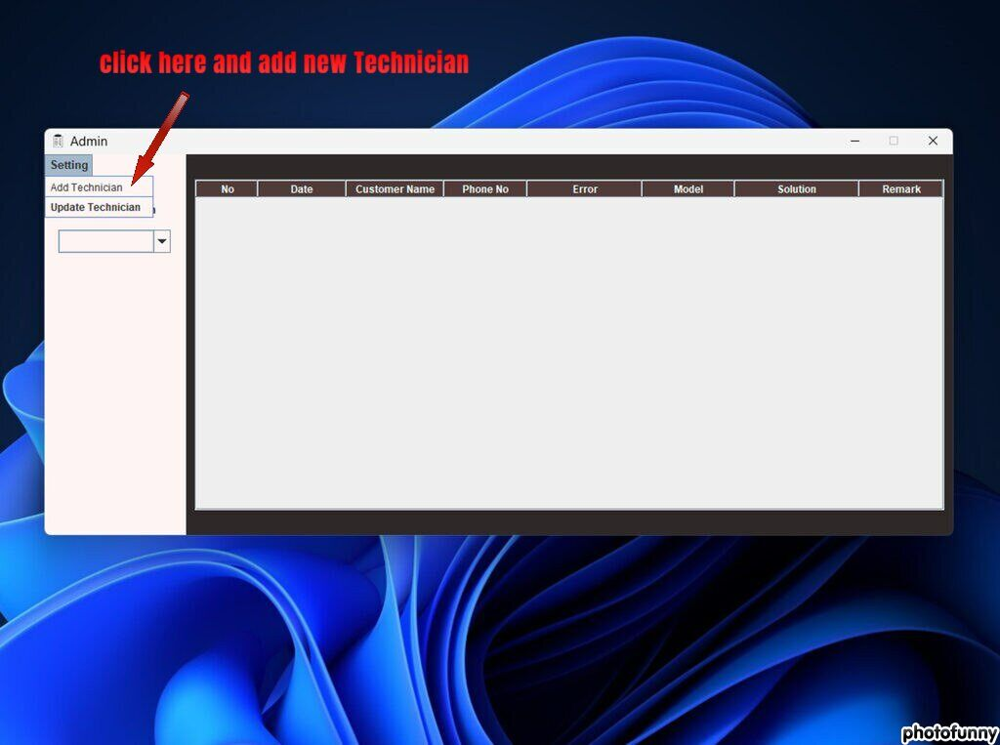 click here and add new Technician
Admin
Setting
Add Technician
Update Technician
No Date Customer Name Phone No Error Model Solution Remark
photofunny